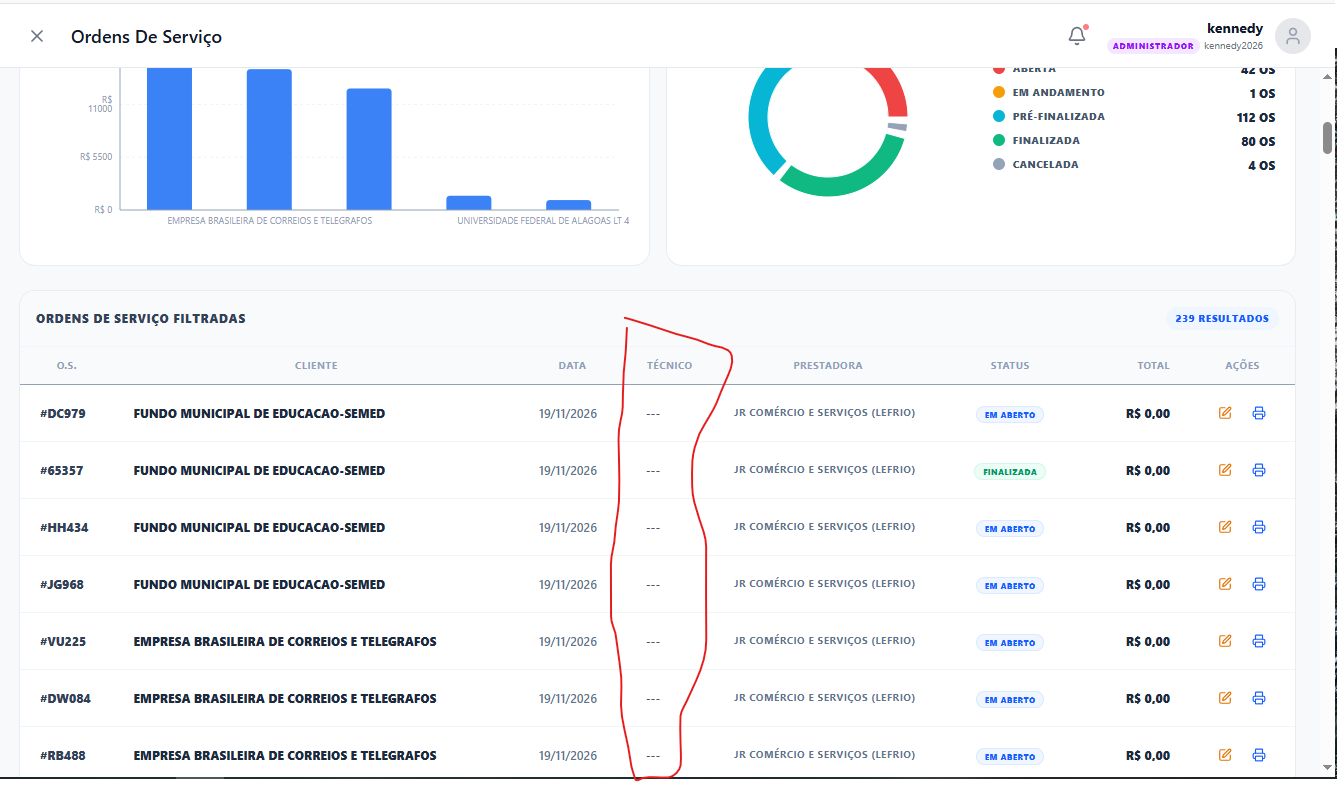 Ordens De Serviço
kennedy
ADMINISTRADOR kennedy2026
R$ 11000
R$ 5500
R$ 0
EMPRESA BRASILEIRA DE CORREIOS E TELEGRAFOS
UNIVERSIDADE FEDERAL DE ALAGOAS LT 4
ABERTA 42 OS
EM ANDAMENTO 1 OS
PRÉ-FINALIZADA 112 OS
FINALIZADA 80 OS
CANCELADA 4 OS
ORDENS DE SERVIÇO FILTRADAS 239 RESULTADOS
O.S. CLIENTE DATA TÉCNICO PRESTADORA STATUS TOTAL AÇÕES
#DC979 FUNDO MUNICIPAL DE EDUCACAO-SEMED 19/11/2026 --- JR COMÉRCIO E SERVIÇOS (LEFRIO) EM ABERTO R$ 0,00
#65357 FUNDO MUNICIPAL DE EDUCACAO-SEMED 19/11/2026 --- JR COMÉRCIO E SERVIÇOS (LEFRIO) FINALIZADA R$ 0,00
#HH434 FUNDO MUNICIPAL DE EDUCACAO-SEMED 19/11/2026 --- JR COMÉRCIO E SERVIÇOS (LEFRIO) EM ABERTO R$ 0,00
#JG968 FUNDO MUNICIPAL DE EDUCACAO-SEMED 19/11/2026 --- JR COMÉRCIO E SERVIÇOS (LEFRIO) EM ABERTO R$ 0,00
#VU225 EMPRESA BRASILEIRA DE CORREIOS E TELEGRAFOS 19/11/2026 --- JR COMÉRCIO E SERVIÇOS (LEFRIO) EM ABERTO R$ 0,00
#DW084 EMPRESA BRASILEIRA DE CORREIOS E TELEGRAFOS 19/11/2026 --- JR COMÉRCIO E SERVIÇOS (LEFRIO) EM ABERTO R$ 0,00
#RB488 EMPRESA BRASILEIRA DE CORREIOS E TELEGRAFOS 19/11/2026 --- JR COMÉRCIO E SERVIÇOS (LEFRIO) EM ABERTO R$ 0,00